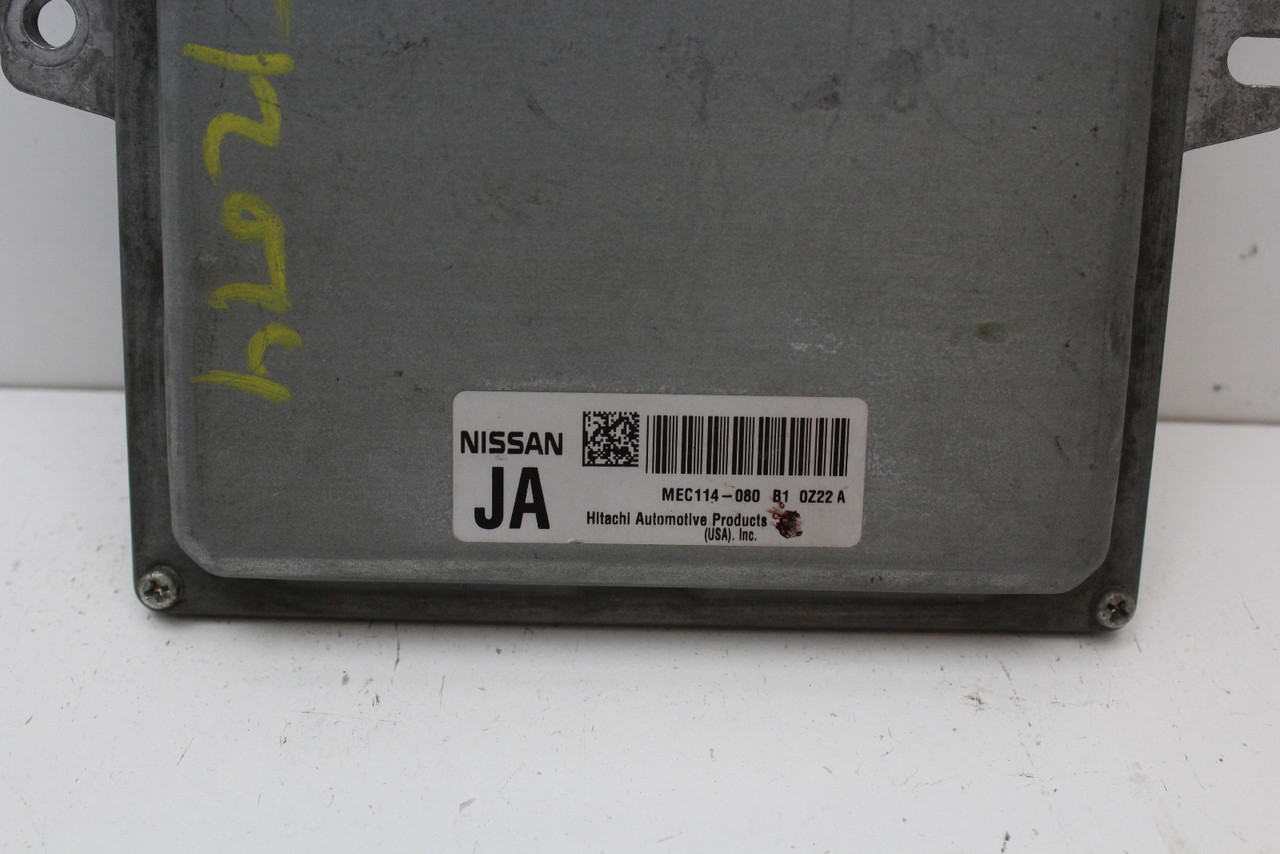 NISSAN
JA
MEC114-080 B1 0Z22 A
Hitachi Automotive Products
(USA). Inc.